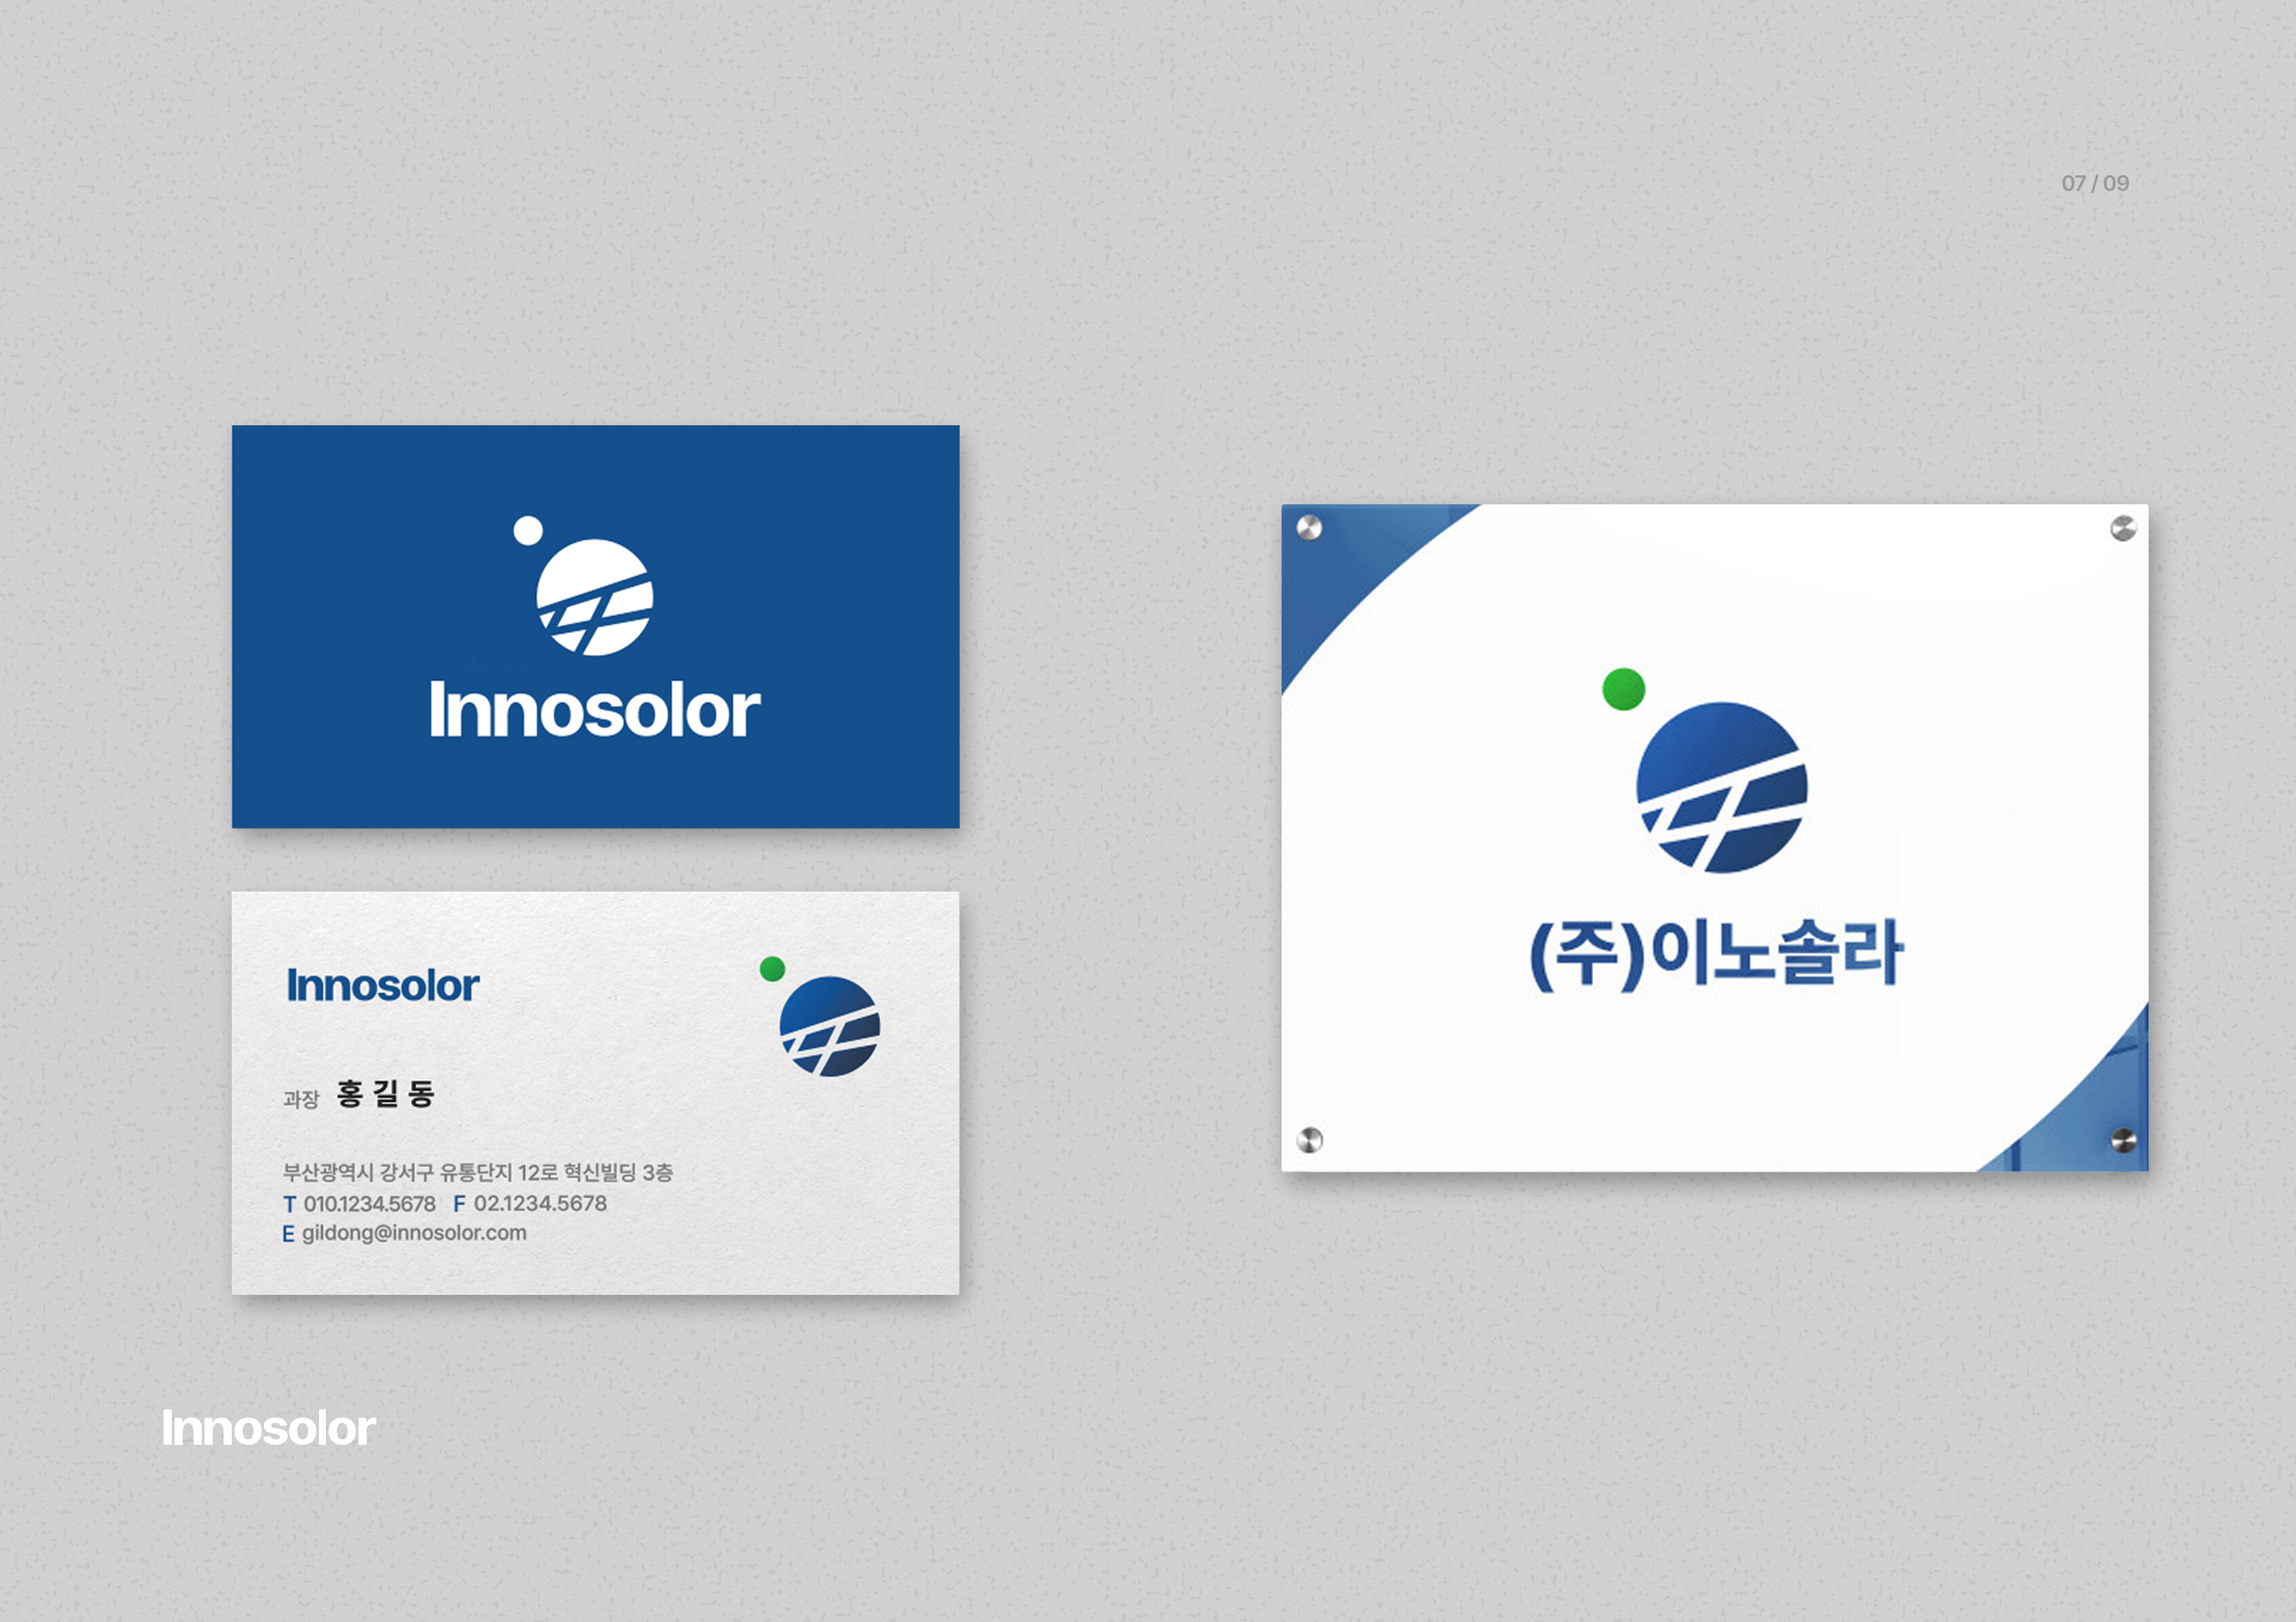 07 / 09
Innosolor
Innosolor
과장 홍 길 동
부산광역시 강서구 유통단지 12로 혁신빌딩 3층
T 010.1234.5678 F 02.1234.5678
E gildong@innosolor.com
(주)이노솔라
Innosolor